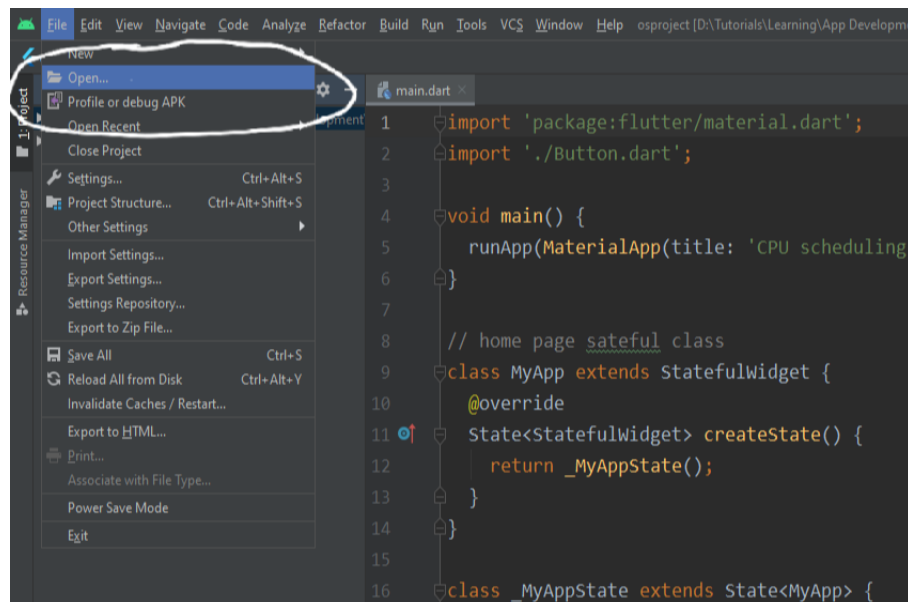 File Edit View Navigate Code Analyze Refactor Build Run Tools VCS Window Help osproject [D:\Tutorials\Learning\App Developm
New
Open...
Profile or debug APK
Open Recent
Close Project
Settings... Ctrl+Alt+S
Project Structure... Ctrl+Alt+Shift+S
Other Settings
Import Settings...
Export Settings...
Settings Repository...
Export to Zip File...
Save All Ctrl+S
Reload All from Disk Ctrl+Alt+Y
Invalidate Caches / Restart...
Export to HTML...
Print...
Associate with File Type...
Power Save Mode
Exit
1: Project
Resource Manager
main.dart
1 import 'package:flutter/material.dart';
2 import './Button.dart';
3
4 void main() {
5 runApp(MaterialApp(title: 'CPU scheduling
6 }
7
8 // home page sateful class
9 class MyApp extends StatefulWidget {
10 @override
11 State<StatefulWidget> createState() {
12 return _MyAppState();
13 }
14 }
15
16 class _MyAppState extends State<MyApp> {